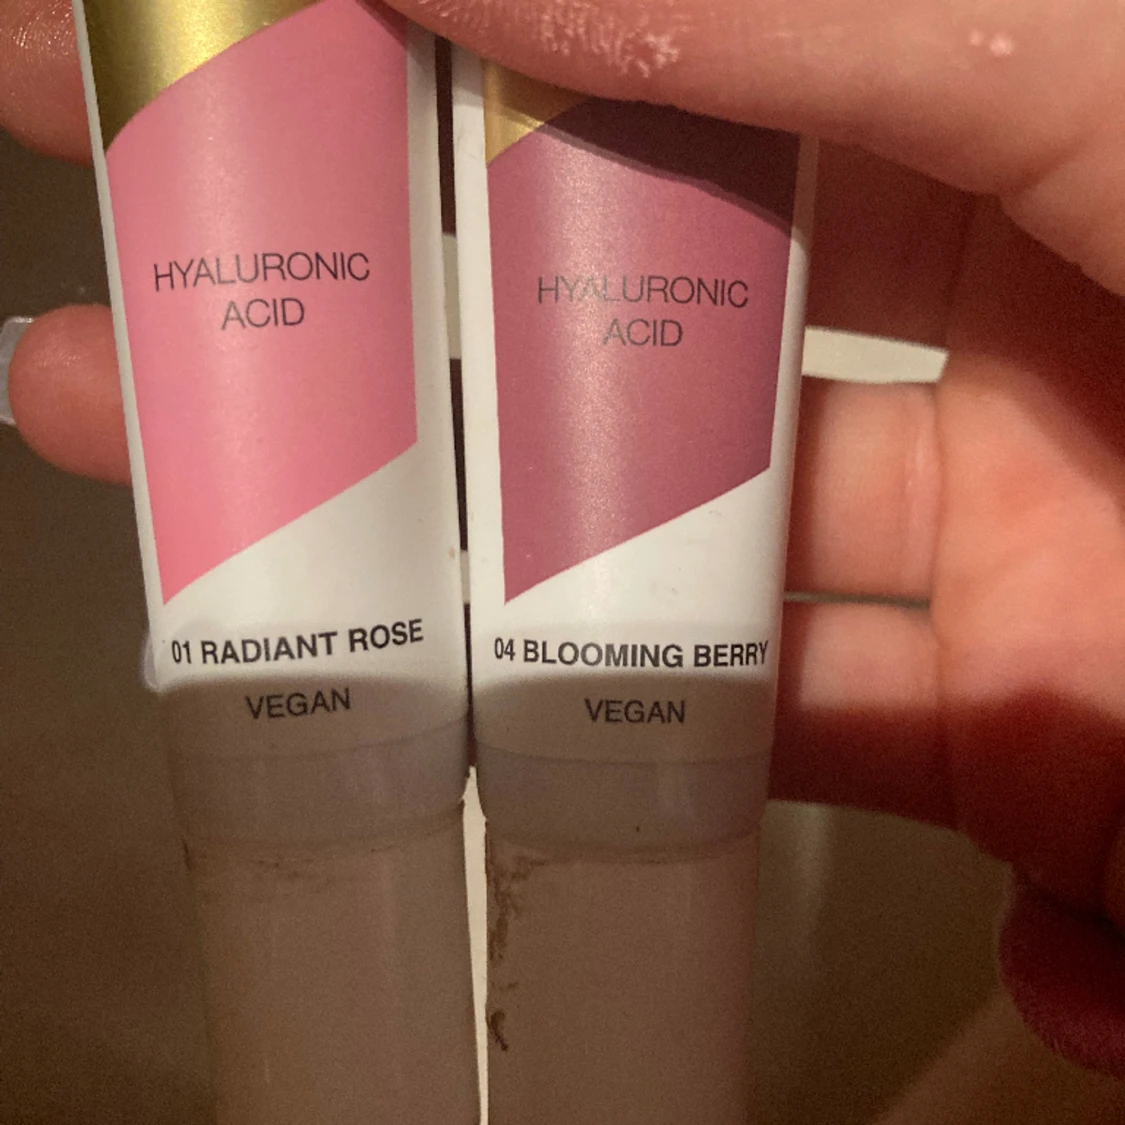 HYALURONIC
ACID
01 RADIANT ROSE
VEGAN
HYALURONIC
ACID
04 BLOOMING BERRY
VEGAN